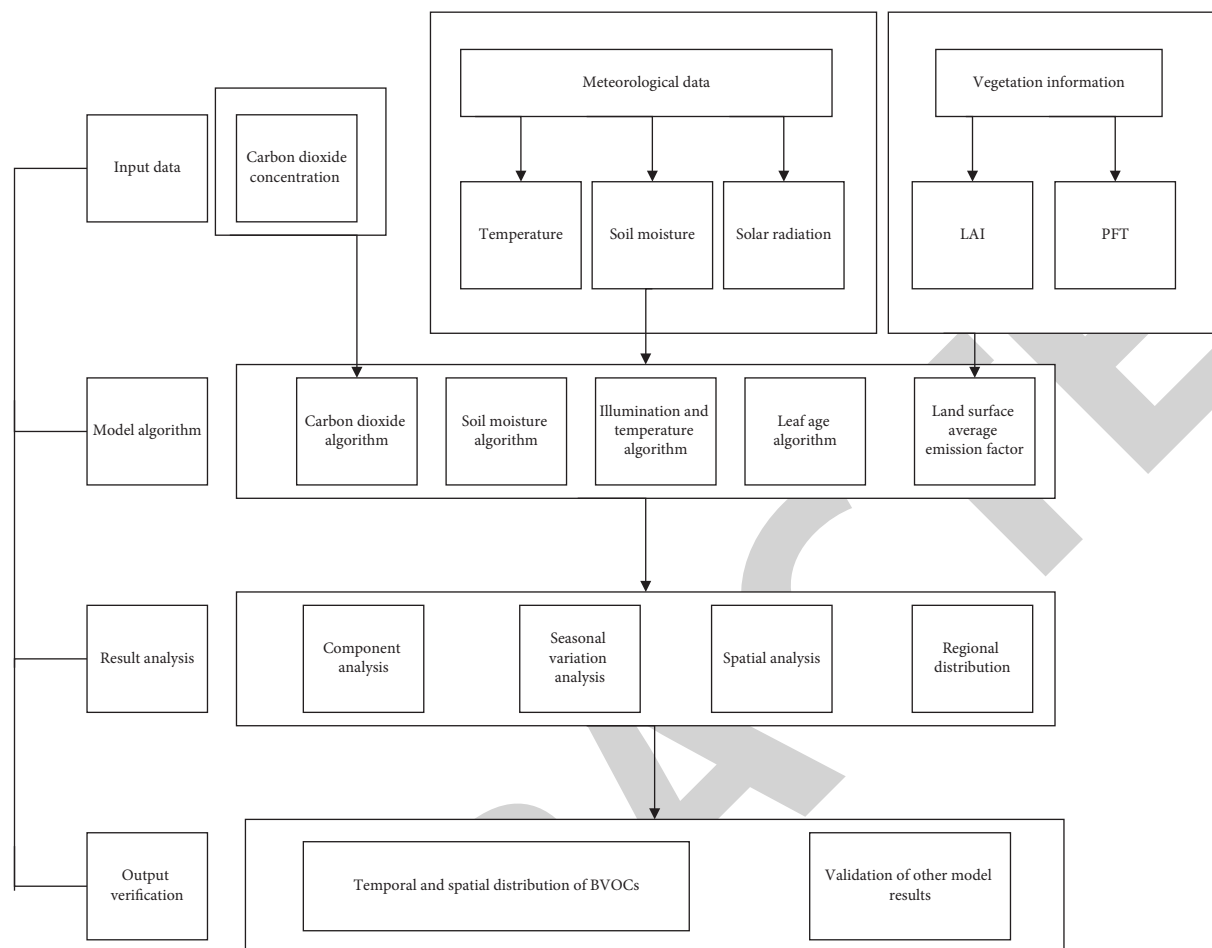 Meteorological data
Vegetation information
Input data
Carbon dioxide
concentration
Temperature
Soil moisture
Solar radiation
LAI
PFT
Model algorithm
Carbon dioxide
algorithm
Soil moisture
algorithm
Illumination and
temperature
algorithm
Leaf age
algorithm
Land surface
average
emission factor
Result analysis
Component
analysis
Seasonal
variation
analysis
Spatial analysis
Regional
distribution
Output
verification
Temporal and spatial distribution of BVOCs
Validation of other model
results